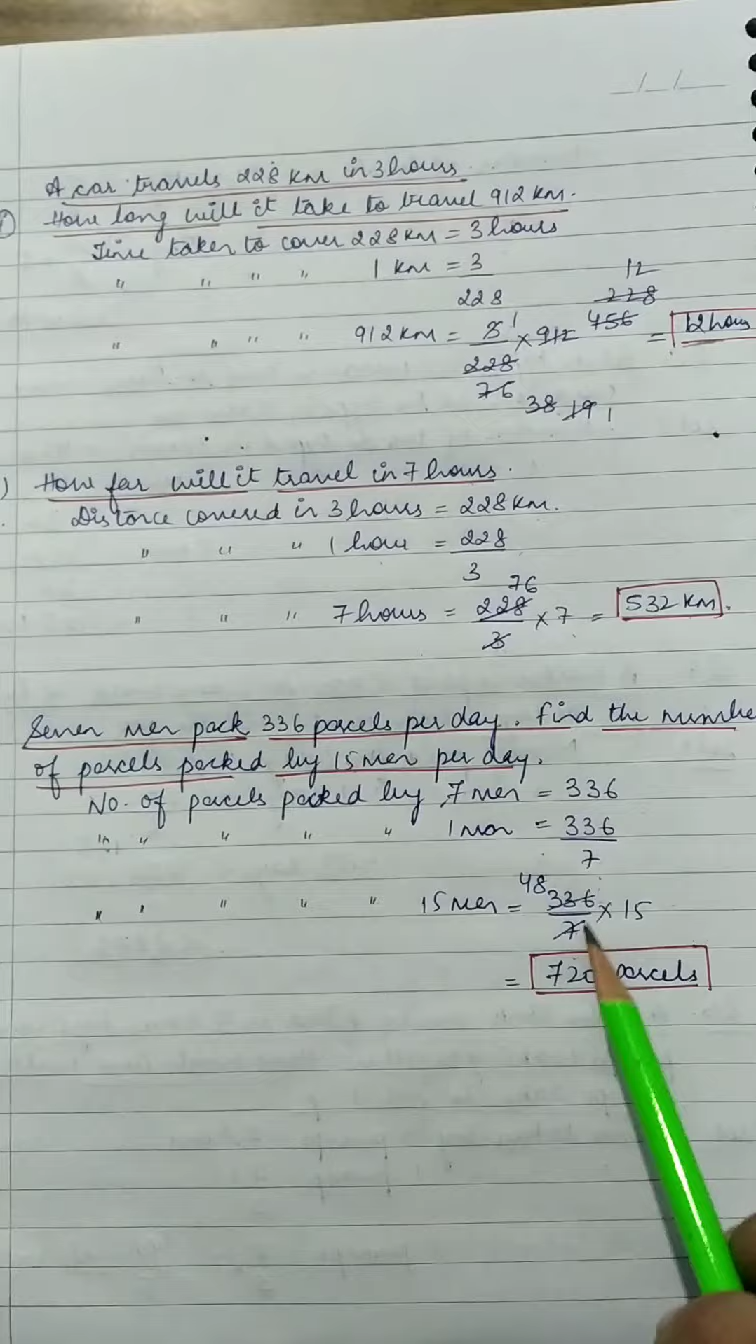 A car travels 228 KM in 3 hours.
How long will it take to travel 912 KM.
Time taken to cover 228 KM = 3 hours
" " " " 1 KM = 3/228
" " " " 912 KM = 3/228 × 912 = 12 hours
1 456 228 12
76 38 19 1
) How far will it travel in 7 hours.
Distance covered in 3 hours = 228 KM.
" " " 1 hour = 228/3
76
" " " 7 hours = 228/3 × 7 = 532 KM.
Seven men pack 336 parcels per day. Find the number
of parcels packed by 15 men per day.
No. of parcels packed by 7 men = 336
" " " " " 1 man = 336/7
48
" " " " " 15 men = 336/7 × 15
= 720 parcels